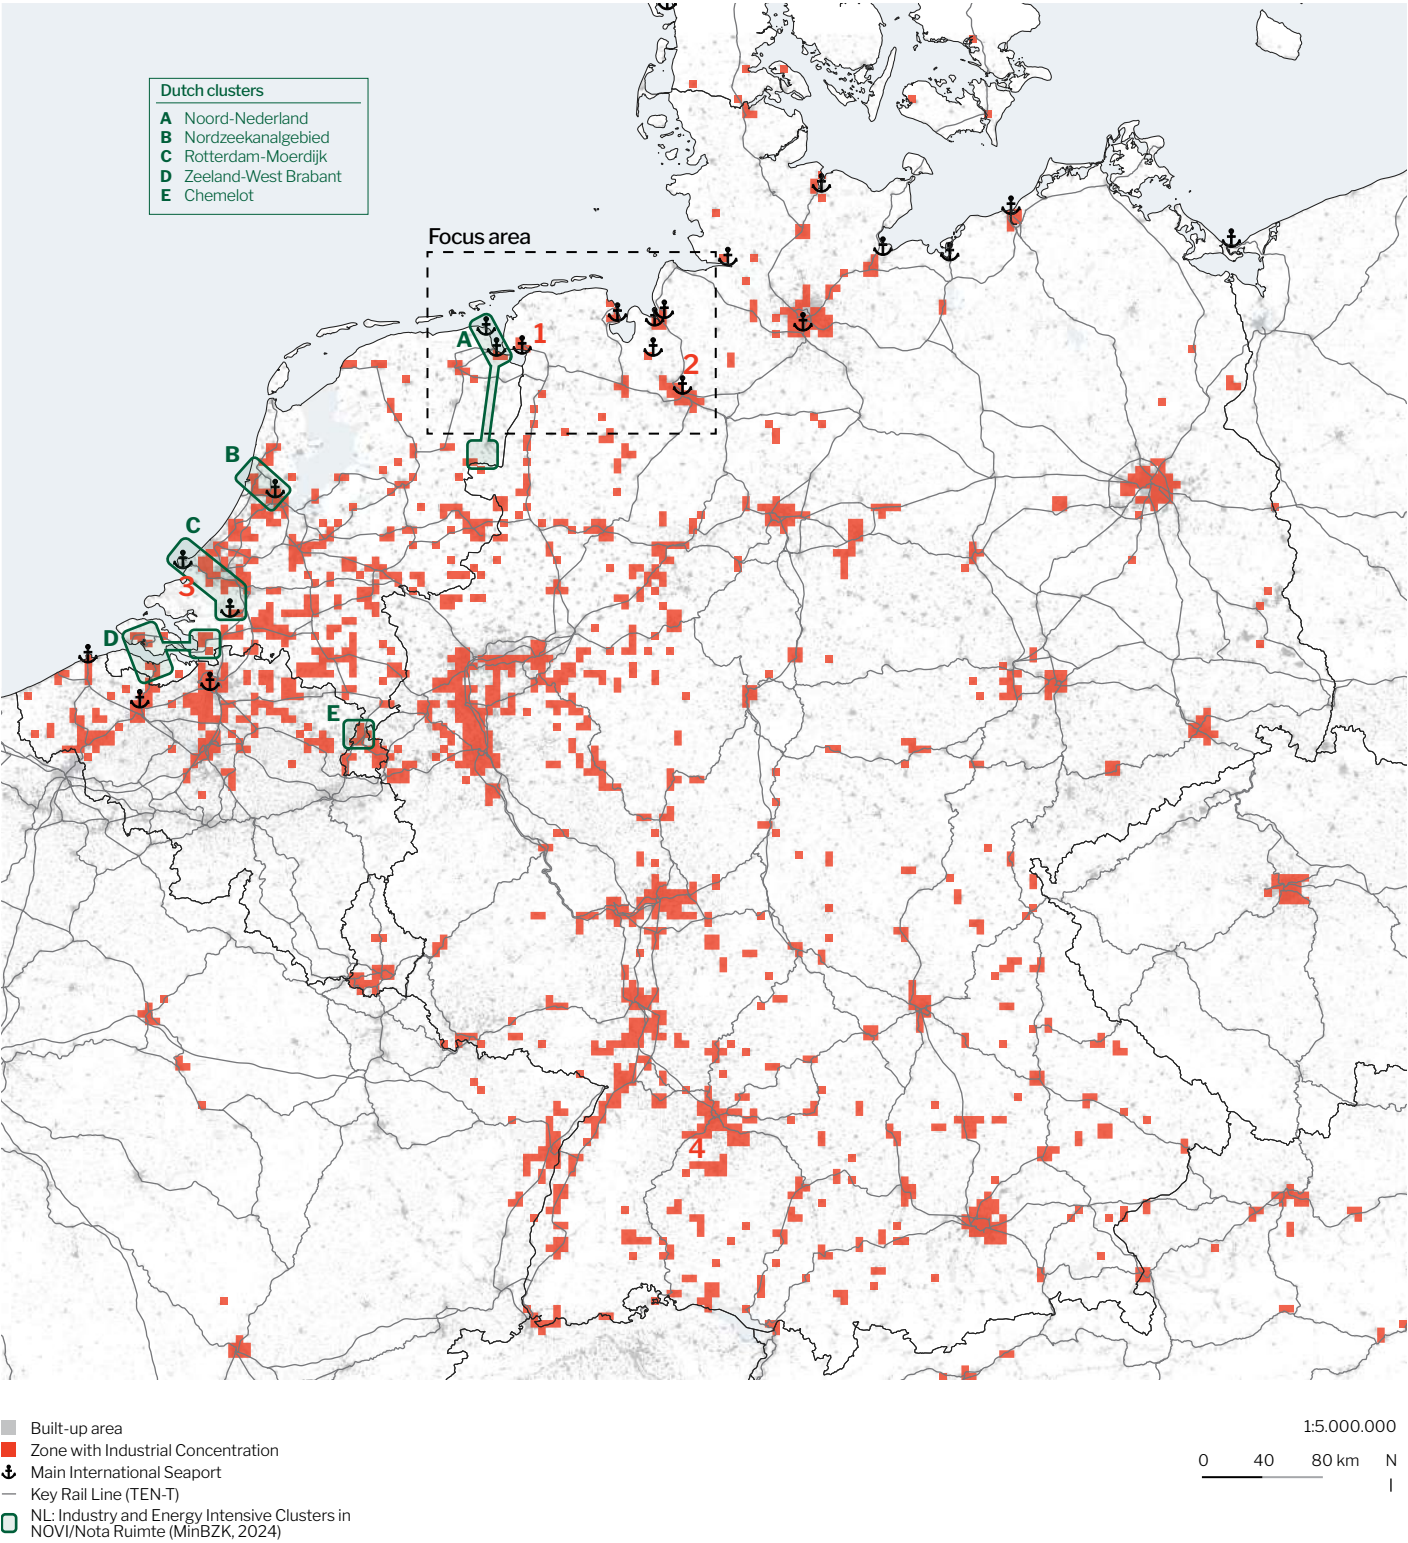 Dutch clusters
A Noord-Nederland
B Nordzeekanalgebied
C Rotterdam-Moerdijk
D Zeeland-West Brabant
E Chemelot
Focus area
A
1
2
B
C
3
D
E
4
Built-up area
Zone with Industrial Concentration
Main International Seaport
Key Rail Line (TEN-T)
NL: Industry and Energy Intensive Clusters in
NOVI/Nota Ruimte (MinBZK, 2024)
1:5.000.000
0 40 80 km N